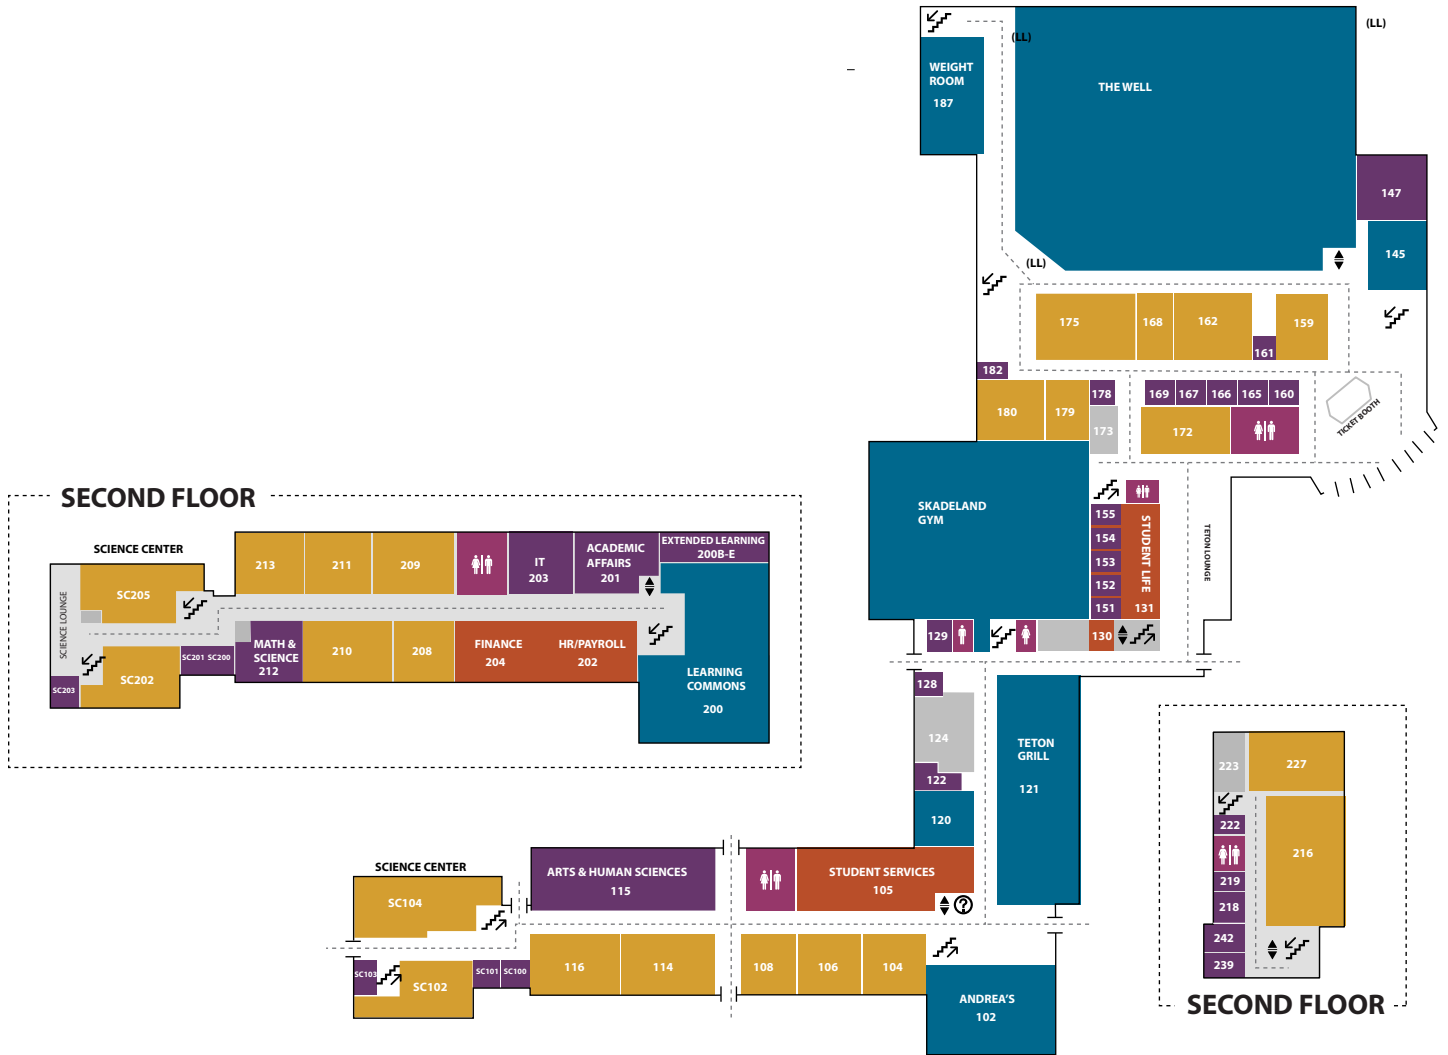 (LL)
(LL)
WEIGHT
ROOM
187
THE WELL
147
145
(LL)
175
168
162
161
159
182
180
179
178
173
169
167
166
165
160
172
TICKET BOOTH
SKADELAND
GYM
155
154
153
152
151
STUDENT LIFE
131
TETON LOUNGE
129
130
SECOND FLOOR
SCIENCE CENTER
SCIENCE LOUNGE
SC205
SC202
SC203
SC201
SC200
213
211
209
IT
203
ACADEMIC
AFFAIRS
201
EXTENDED LEARNING
200B-E
MATH &
SCIENCE
212
210
208
FINANCE
204
HR/PAYROLL
202
LEARNING
COMMONS
200
128
124
122
120
TETON
GRILL
121
SCIENCE CENTER
SC104
SC103
SC102
SC101
SC100
ARTS & HUMAN SCIENCES
115
STUDENT SERVICES
105
?
116
114
108
106
104
ANDREA'S
102
223
227
222
216
219
218
242
239
SECOND FLOOR